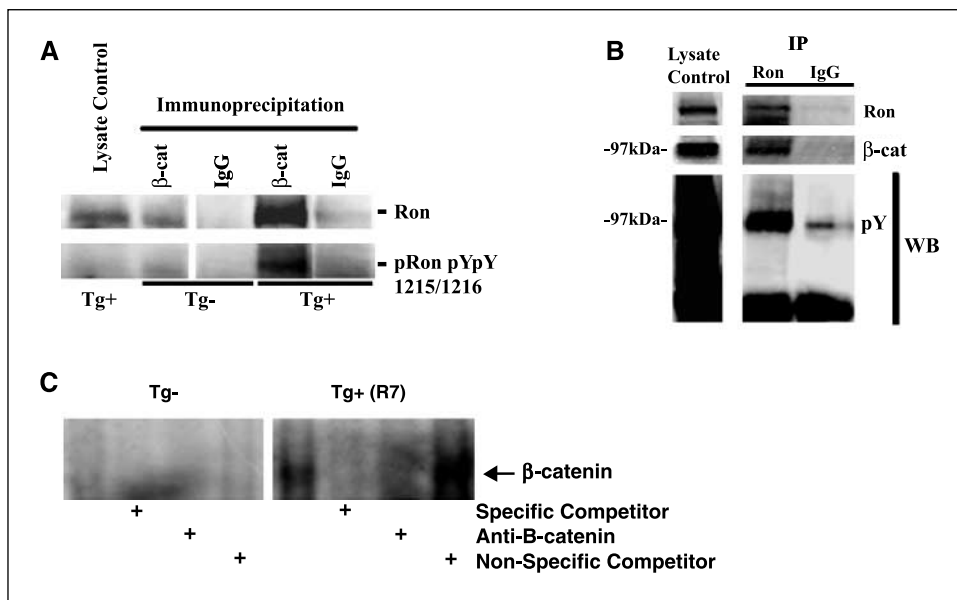 A
Lysate Control
Immunoprecipitation
β-cat
IgG
β-cat
IgG
- Ron
- pRon pYpY
1215/1216
Tg+
Tg-
Tg+
B
Lysate
Control
IP
Ron
IgG
Ron
-97kDa-
β-cat
-97kDa-
pY
WB
C
Tg-
Tg+ (R7)
β-catenin
+ + Specific Competitor
+ + Anti-B-catenin
+ + Non-Specific Competitor